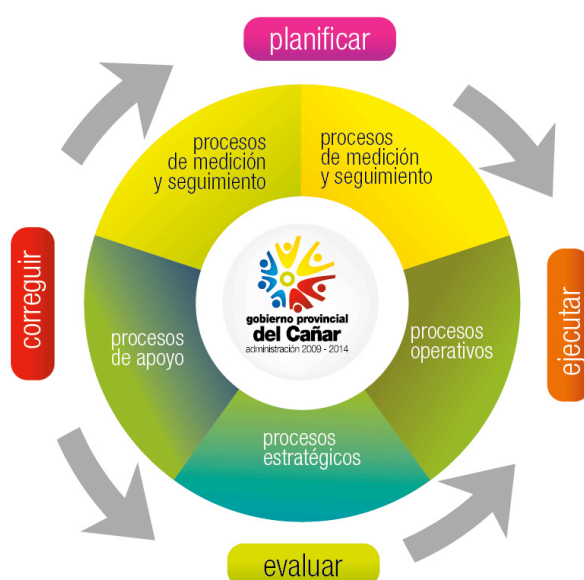 planificar
procesos
de medición
y seguimiento
procesos
de medición
y seguimiento
correguir
gobierno provincial
del Cañar
administración 2009 - 2014
procesos
de apoyo
procesos
operativos
ejecutar
procesos
estratégicos
evaluar